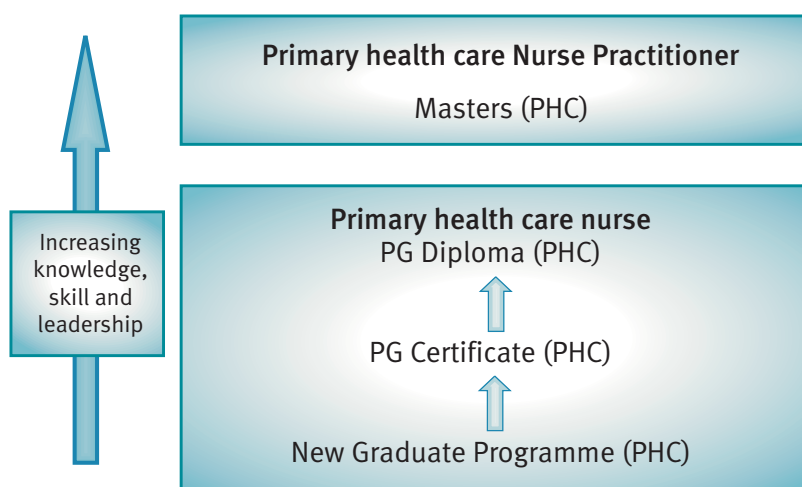 Primary health care Nurse Practitioner
Masters (PHC)
Increasing
knowledge,
skill and
leadership
Primary health care nurse
PG Diploma (PHC)
PG Certificate (PHC)
New Graduate Programme (PHC)